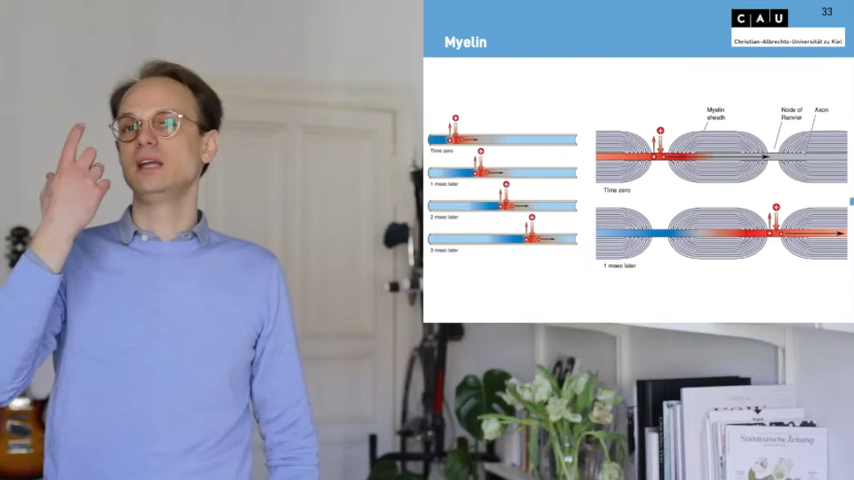 33
CAU
Myelin
Christian-Albrechts-Universität zu Kiel
Myelin
sheath
Node of
Ranvier
Axon
Time zero
1 msec later
2 msec later
3 msec later
Time zero
1 msec later
Süddeutsche Zeitung